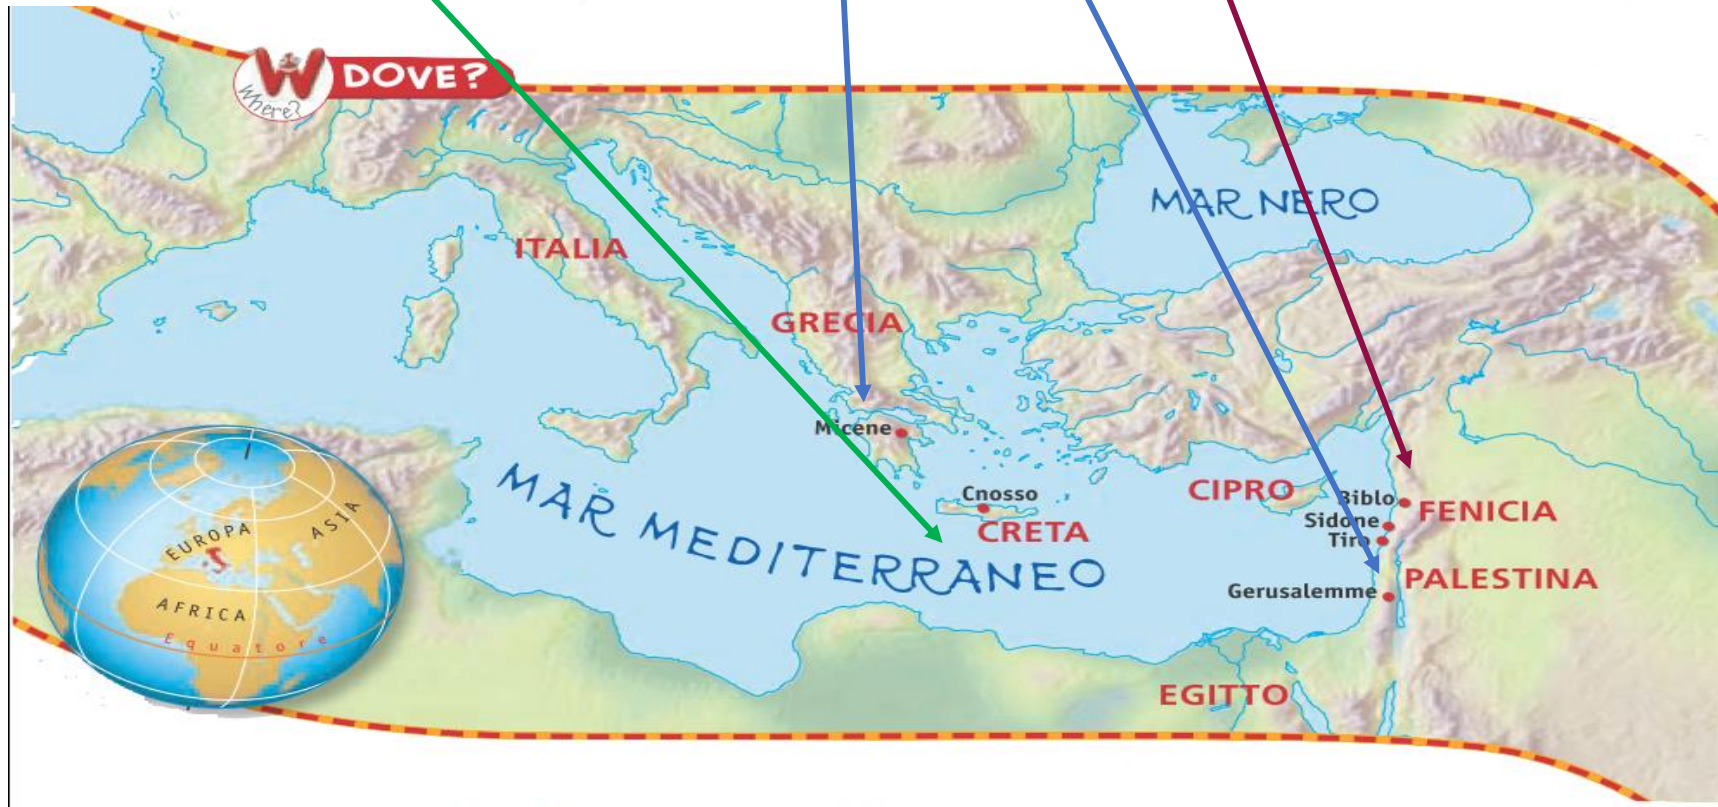 W DOVE?
Where?
MAR NERO
ITALIA
GRECIA
Micene
MAR MEDITERRANEO
Cnosso
CRETA
CIPRO
Biblo
FENICIA
Sidone
Tiro
PALESTINA
Gerusalemme
EGITTO
EUROPA
ASIA
AFRICA
Equatore